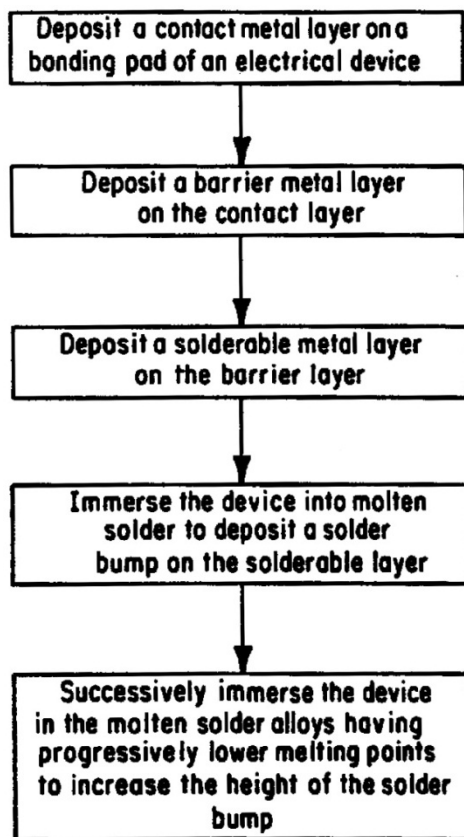 Deposit a contact metal layer on a
bonding pad of an electrical device
Deposit a barrier metal layer
on the contact layer
Deposit a solderable metal layer
on the barrier layer
Immerse the device into molten
solder to deposit a solder
bump on the solderable layer
Successively immerse the device
in the molten solder alloys having
progressively lower melting points
to increase the height of the solder
bump